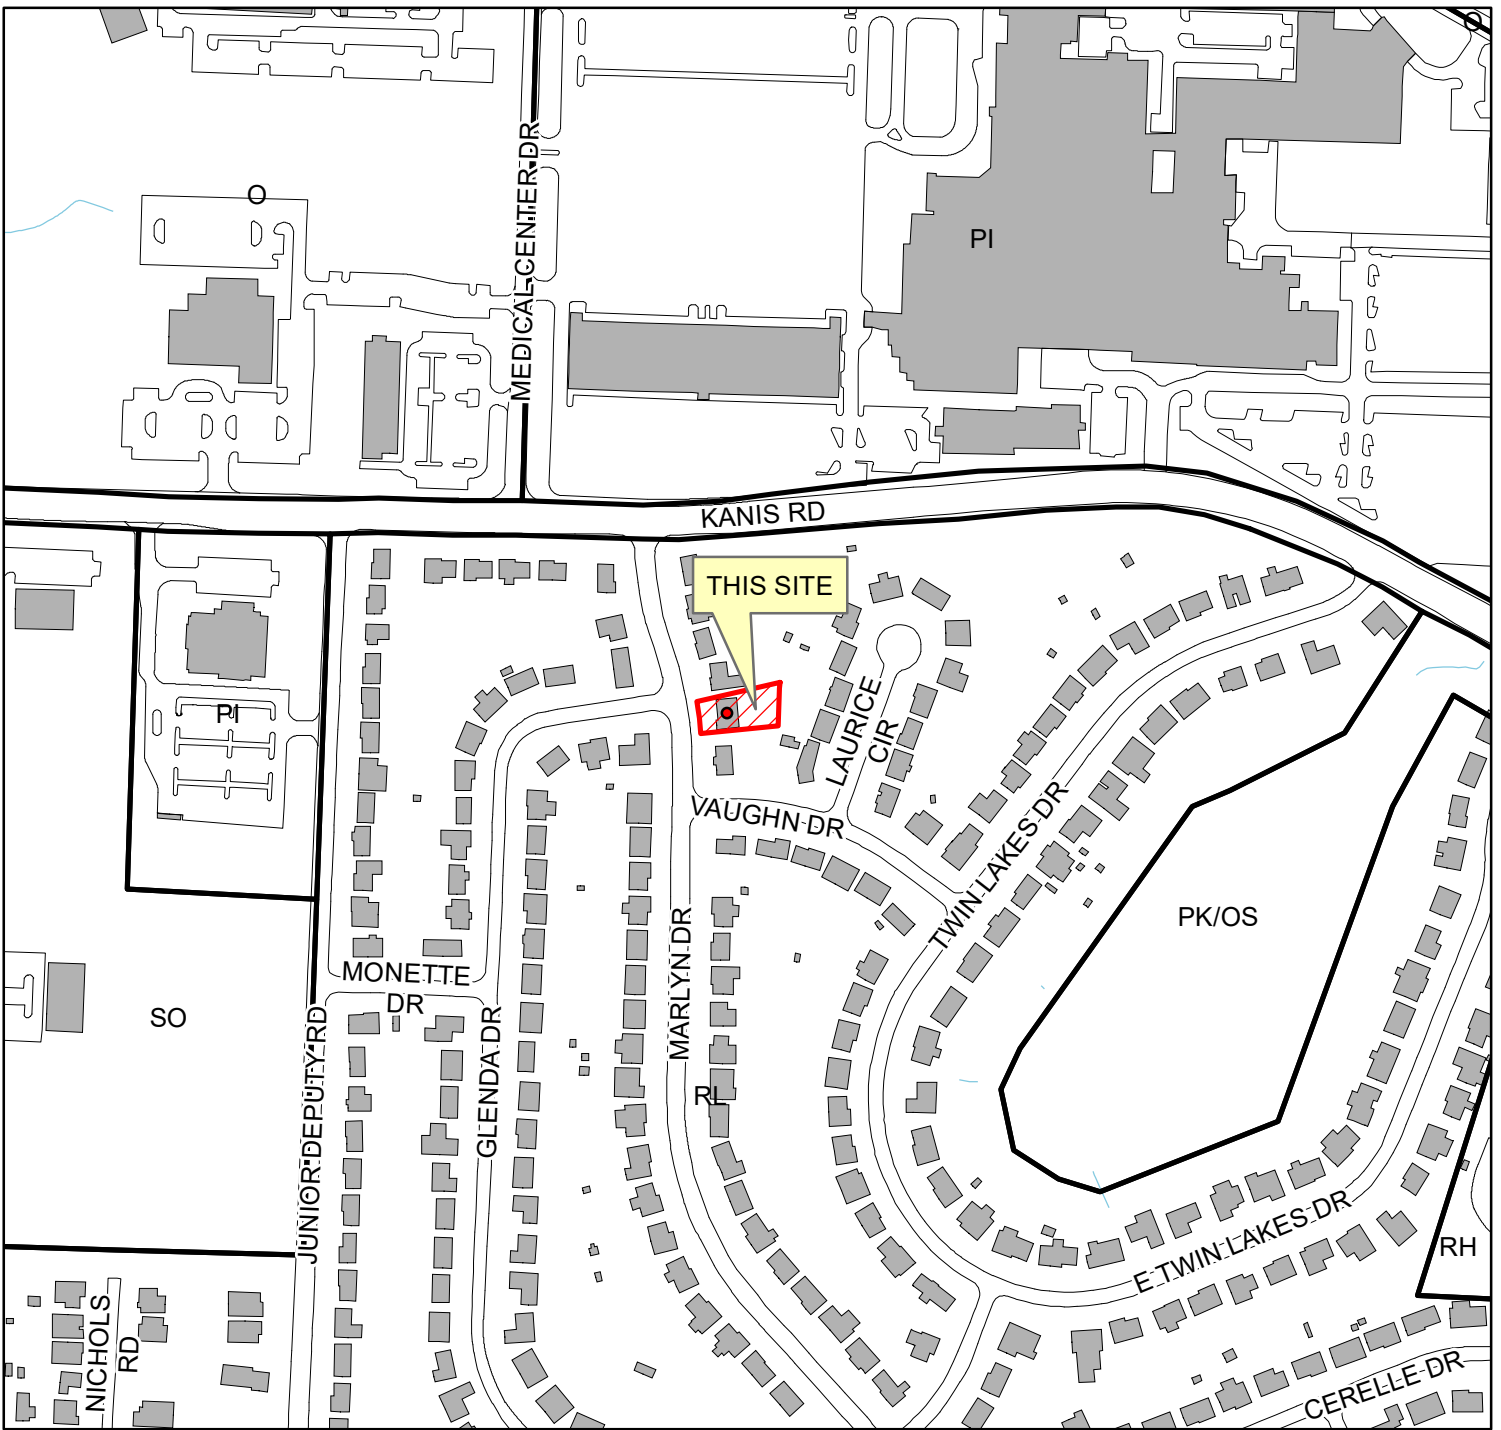 O
O
MEDICAL CENTER DR
PI
KANIS RD
THIS SITE
LAURICE
CIR
PI
VAUGHN DR
TWIN LAKES DR
PK/OS
MARLYN DR
MONETTE
DR
SO
GLENDA DR
JUNIOR DEPUTY RD
RL
E TWIN LAKES DR
RH
NICHOLS
RD
CERELLE DR